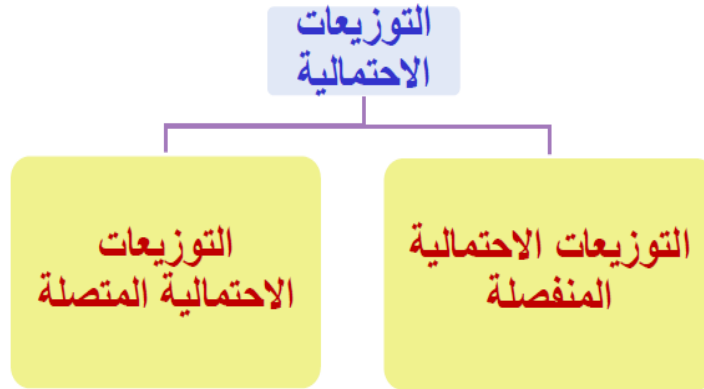 التوزيعات
الاحتمالية
التوزيعات الاحتمالية
المنفصلة
التوزيعات
الاحتمالية المتصلة